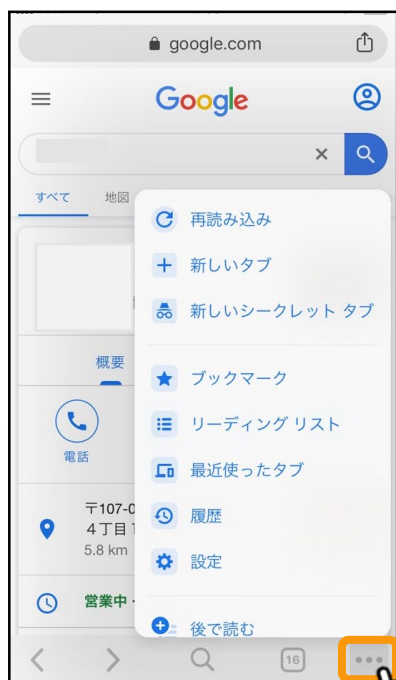 google.com
Google
すべて
地図
再読み込み
新しいタブ
新しいシークレット タブ
概要
ブックマーク
リーディング リスト
電話
最近使ったタブ
〒107-0
履歴
4丁目
5.8 km
設定
営業中・
後で読む
16